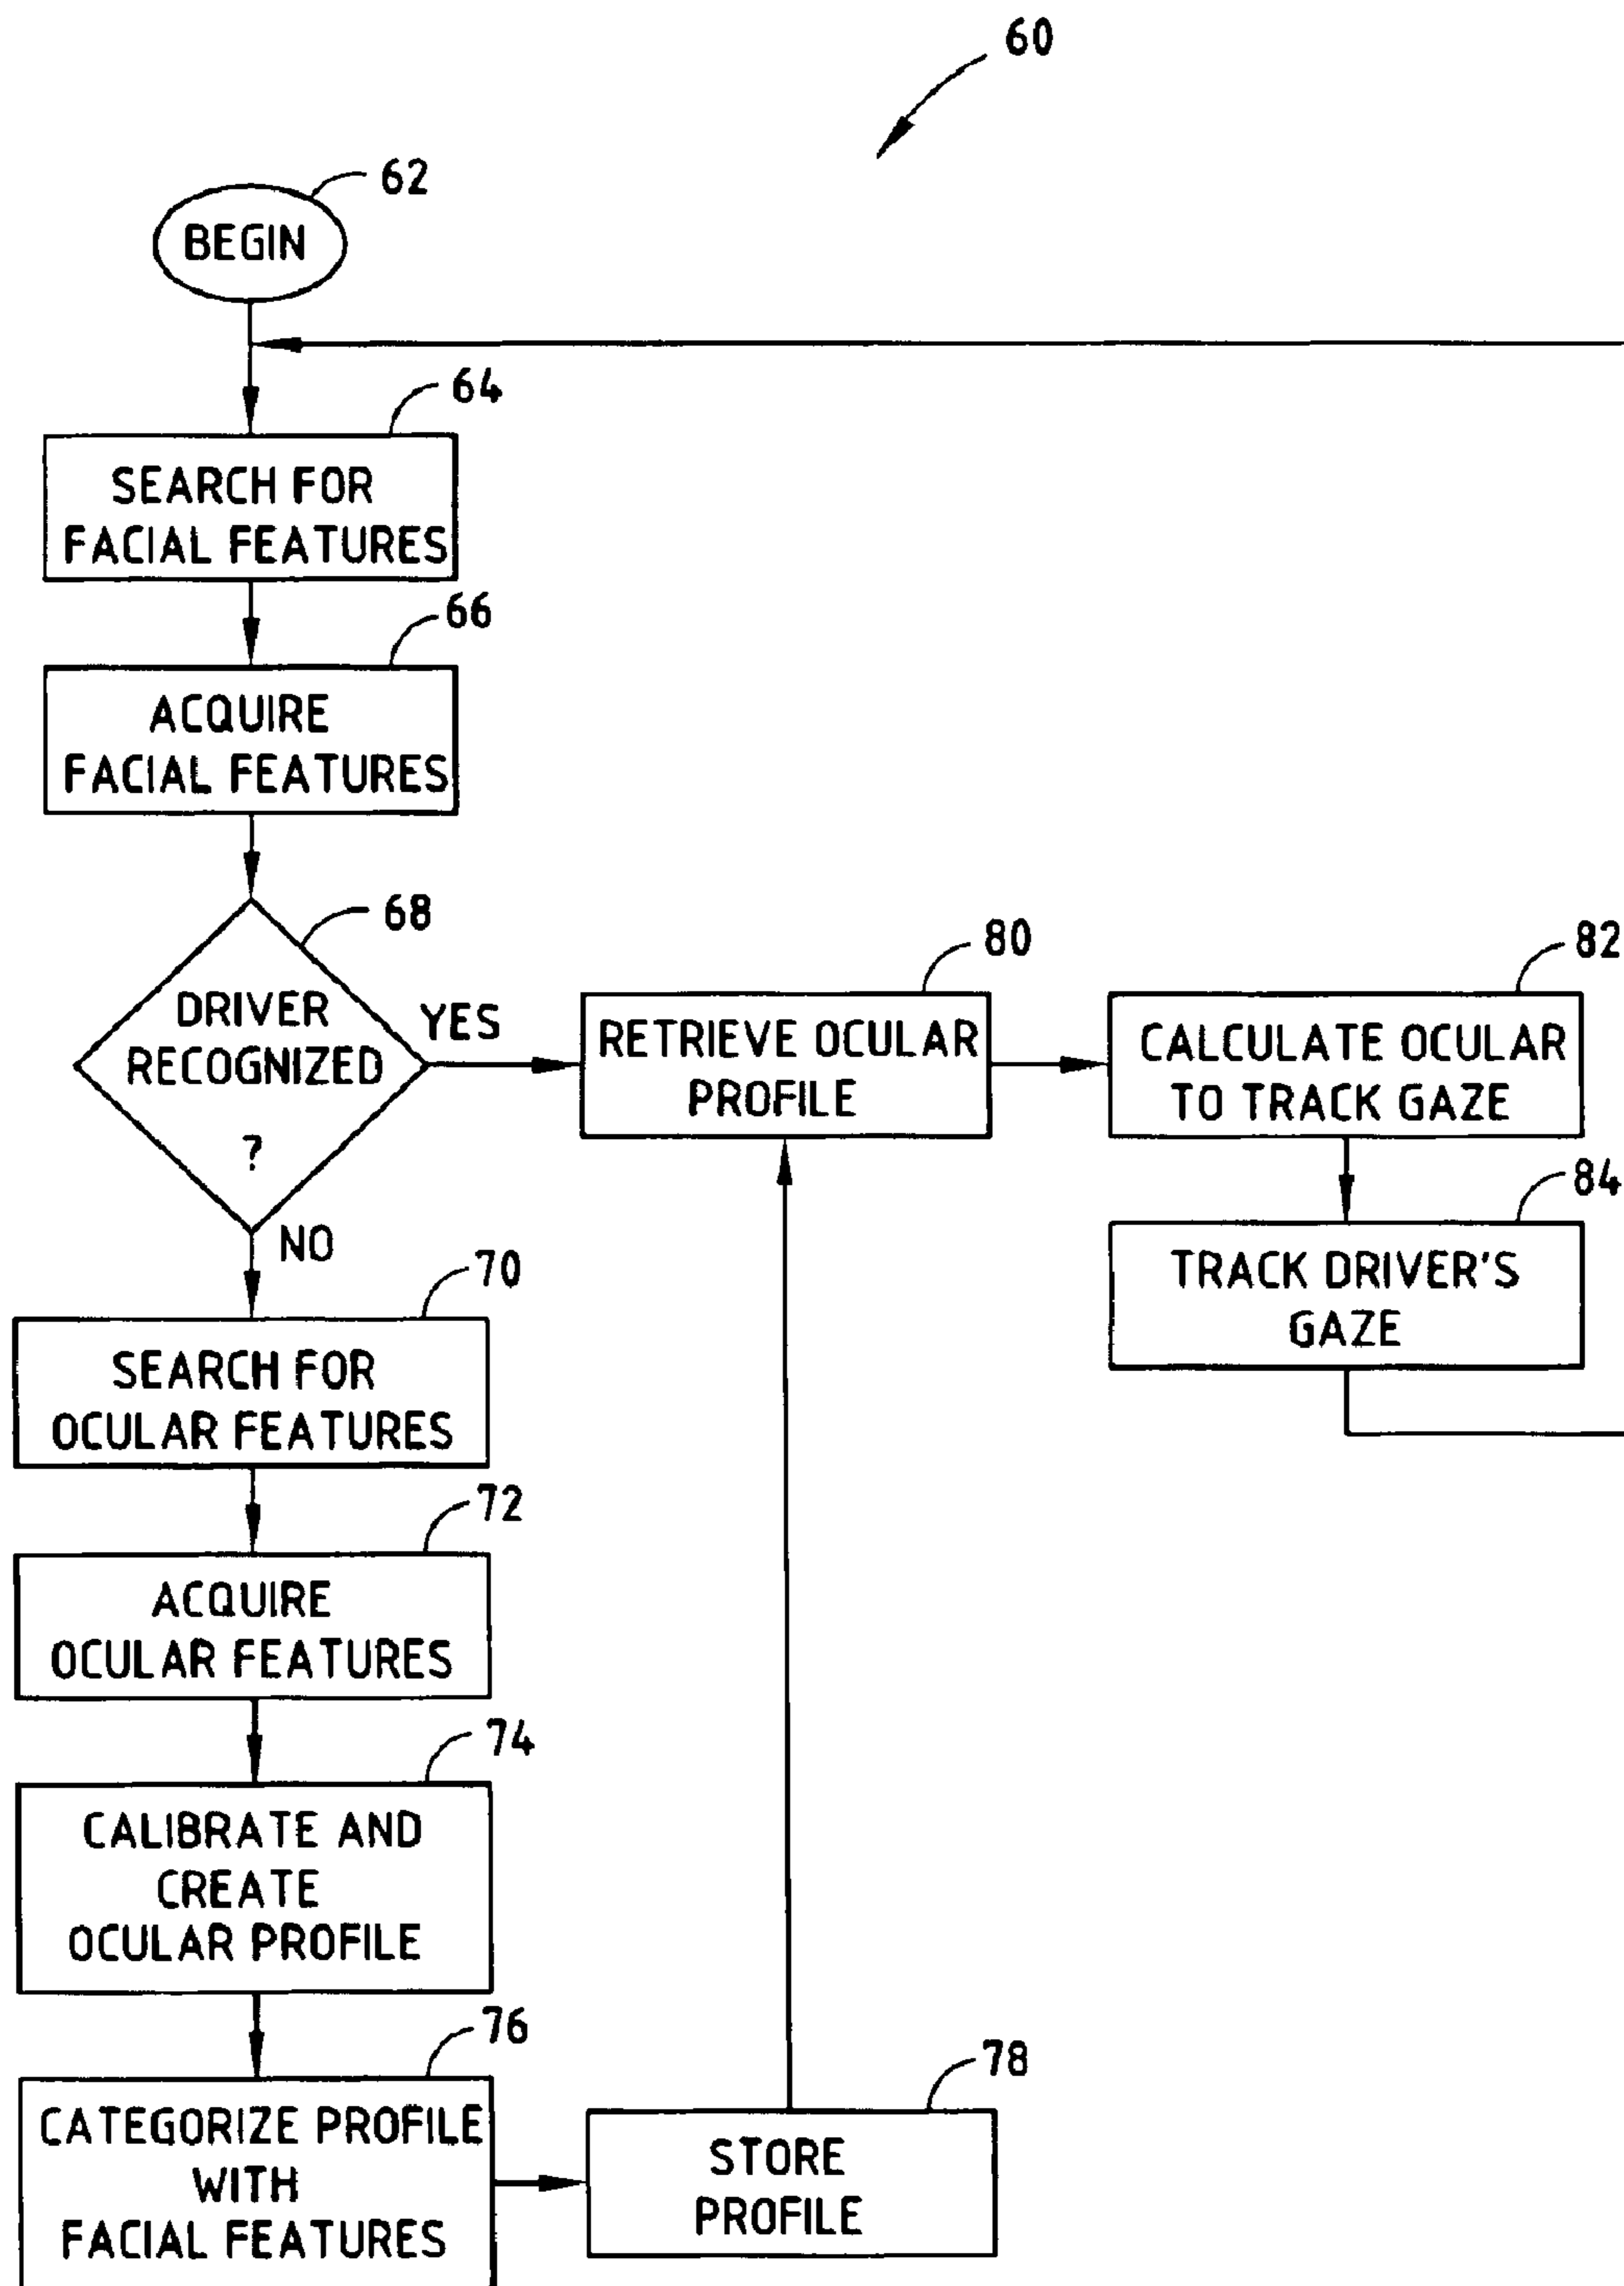 60
62
BEGIN
64
SEARCH FOR
FACIAL FEATURES
66
ACQUIRE
FACIAL FEATURES
68
DRIVER
RECOGNIZED
?
YES
NO
80
RETRIEVE OCULAR
PROFILE
82
CALCULATE OCULAR
TO TRACK GAZE
84
TRACK DRIVER'S
GAZE
70
SEARCH FOR
OCULAR FEATURES
72
ACQUIRE
OCULAR FEATURES
74
CALIBRATE AND
CREATE
OCULAR PROFILE
76
CATEGORIZE PROFILE
WITH
FACIAL FEATURES
78
STORE
PROFILE